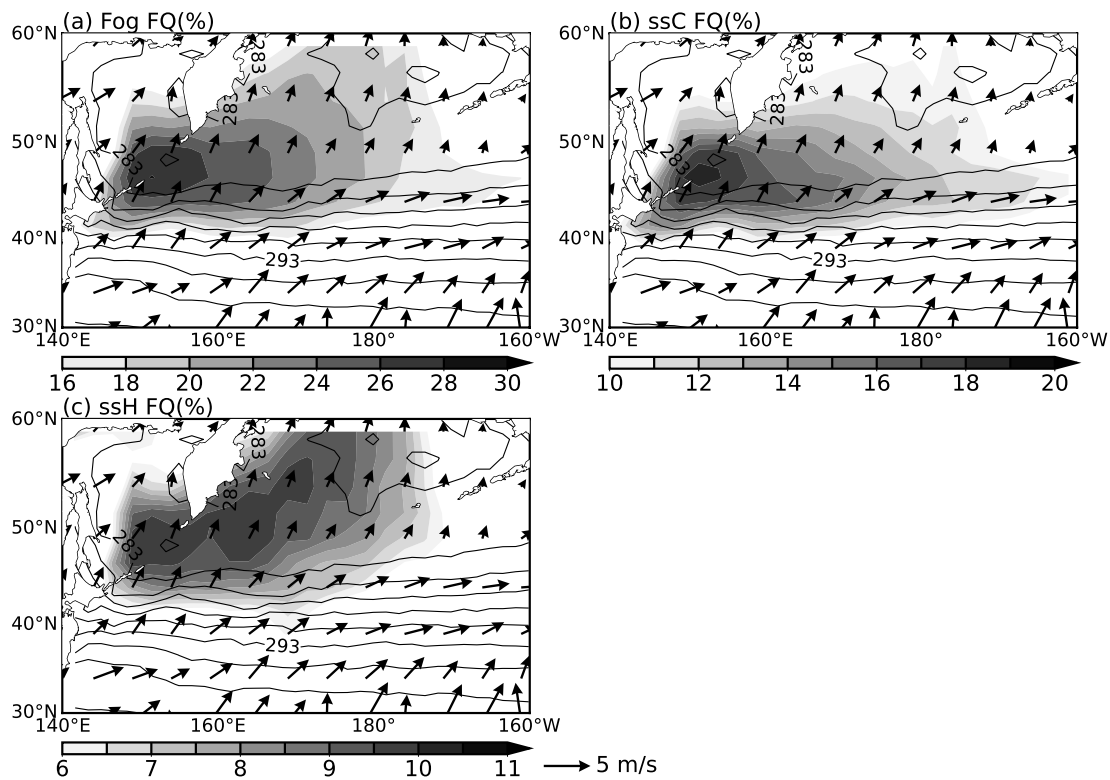 (a) Fog FQ(%)
60°N
50°N
40°N
30°N
140°E 160°E 180° 160°W
283
283
283
293
16 18 20 22 24 26 28 30
(b) ssC FQ(%)
60°N
50°N
40°N
30°N
140°E 160°E 180° 160°W
283
283
283
293
10 12 14 16 18 20
(c) ssH FQ(%)
60°N
50°N
40°N
30°N
140°E 160°E 180° 160°W
283
283
283
293
6 7 8 9 10 11
5 m/s